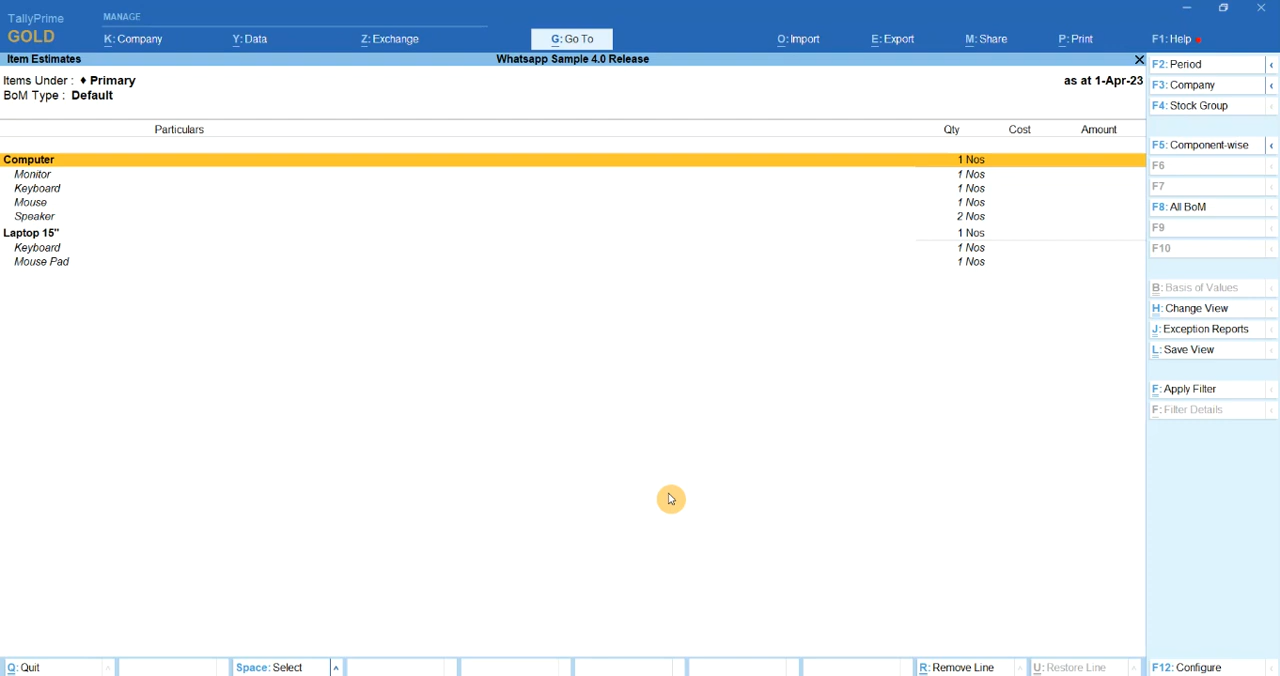 TallyPrime
GOLD
MANAGE
K: Company Y: Data Z: Exchange G: Go To O: Import E: Export M: Share P: Print F1: Help
Item Estimates Whatsapp Sample 4.0 Release
Items Under : ♦ Primary as at 1-Apr-23
BoM Type : Default
Particulars Qty Cost Amount
Computer 1 Nos
Monitor 1 Nos
Keyboard 1 Nos
Mouse 1 Nos
Speaker 2 Nos
Laptop 15" 1 Nos
Keyboard 1 Nos
Mouse Pad 1 Nos
F2: Period
F3: Company
F4: Stock Group
F5: Component-wise
F6
F7
F8: All BoM
F9
F10
B: Basis of Values
H: Change View
J: Exception Reports
L: Save View
F: Apply Filter
F: Filter Details
Q: Quit Space: Select R: Remove Line U: Restore Line F12: Configure